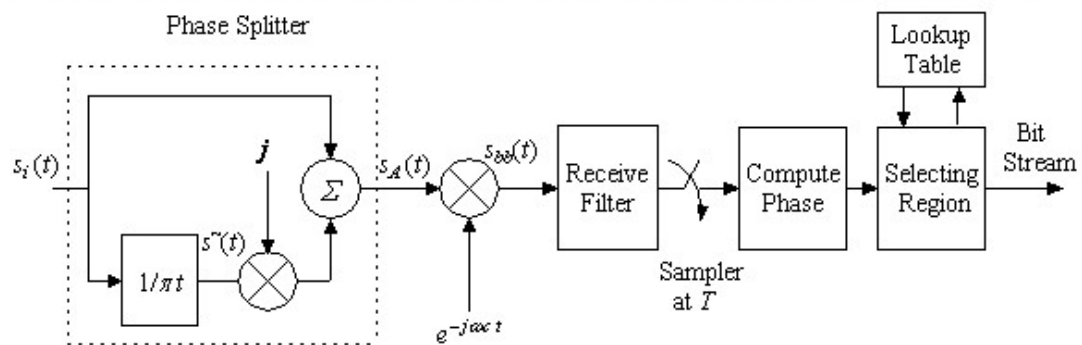 Phase Splitter
Lookup
Table
j
s_i(t)
Σ
s_A(t)
s_bb(t)
Receive
Filter
Compute
Phase
Selecting
Region
Bit
Stream
s~(t)
1/πt
Sampler
at T
e^{-jωc t}